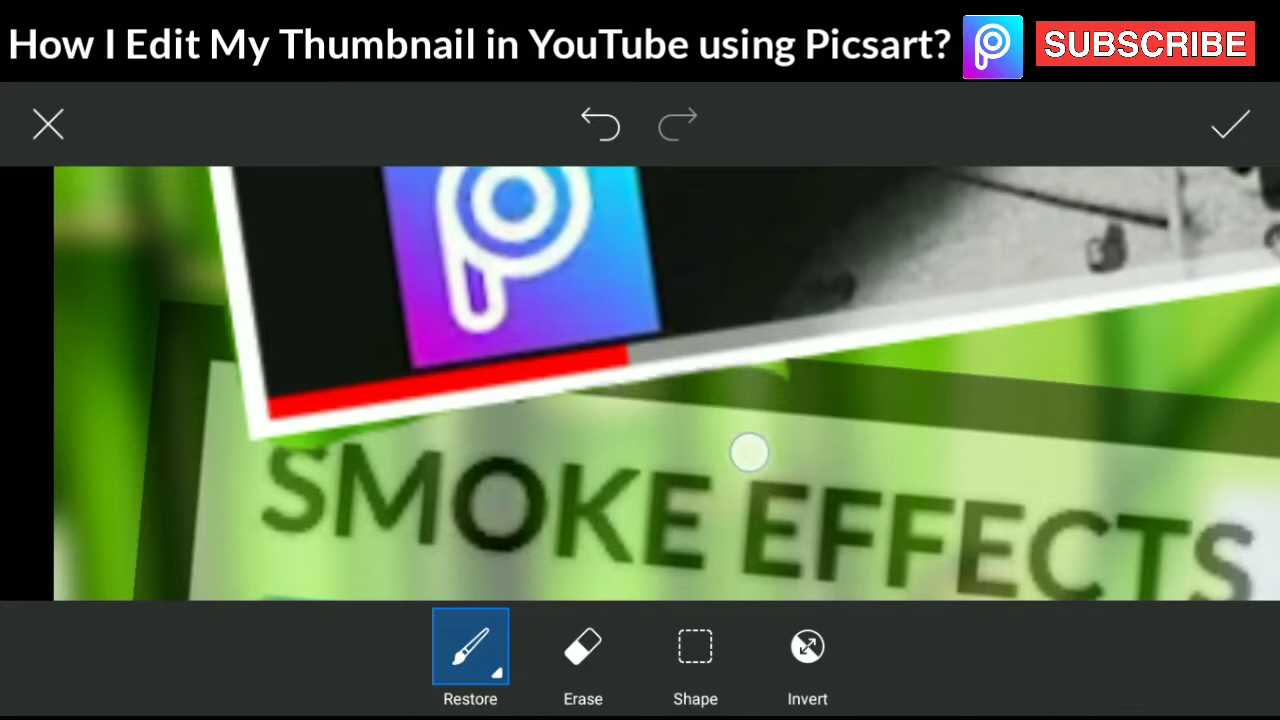 How I Edit My Thumbnail in YouTube using Picsart? SUBSCRIBE
SMOKE EFFECTS
Restore Erase Shape Invert